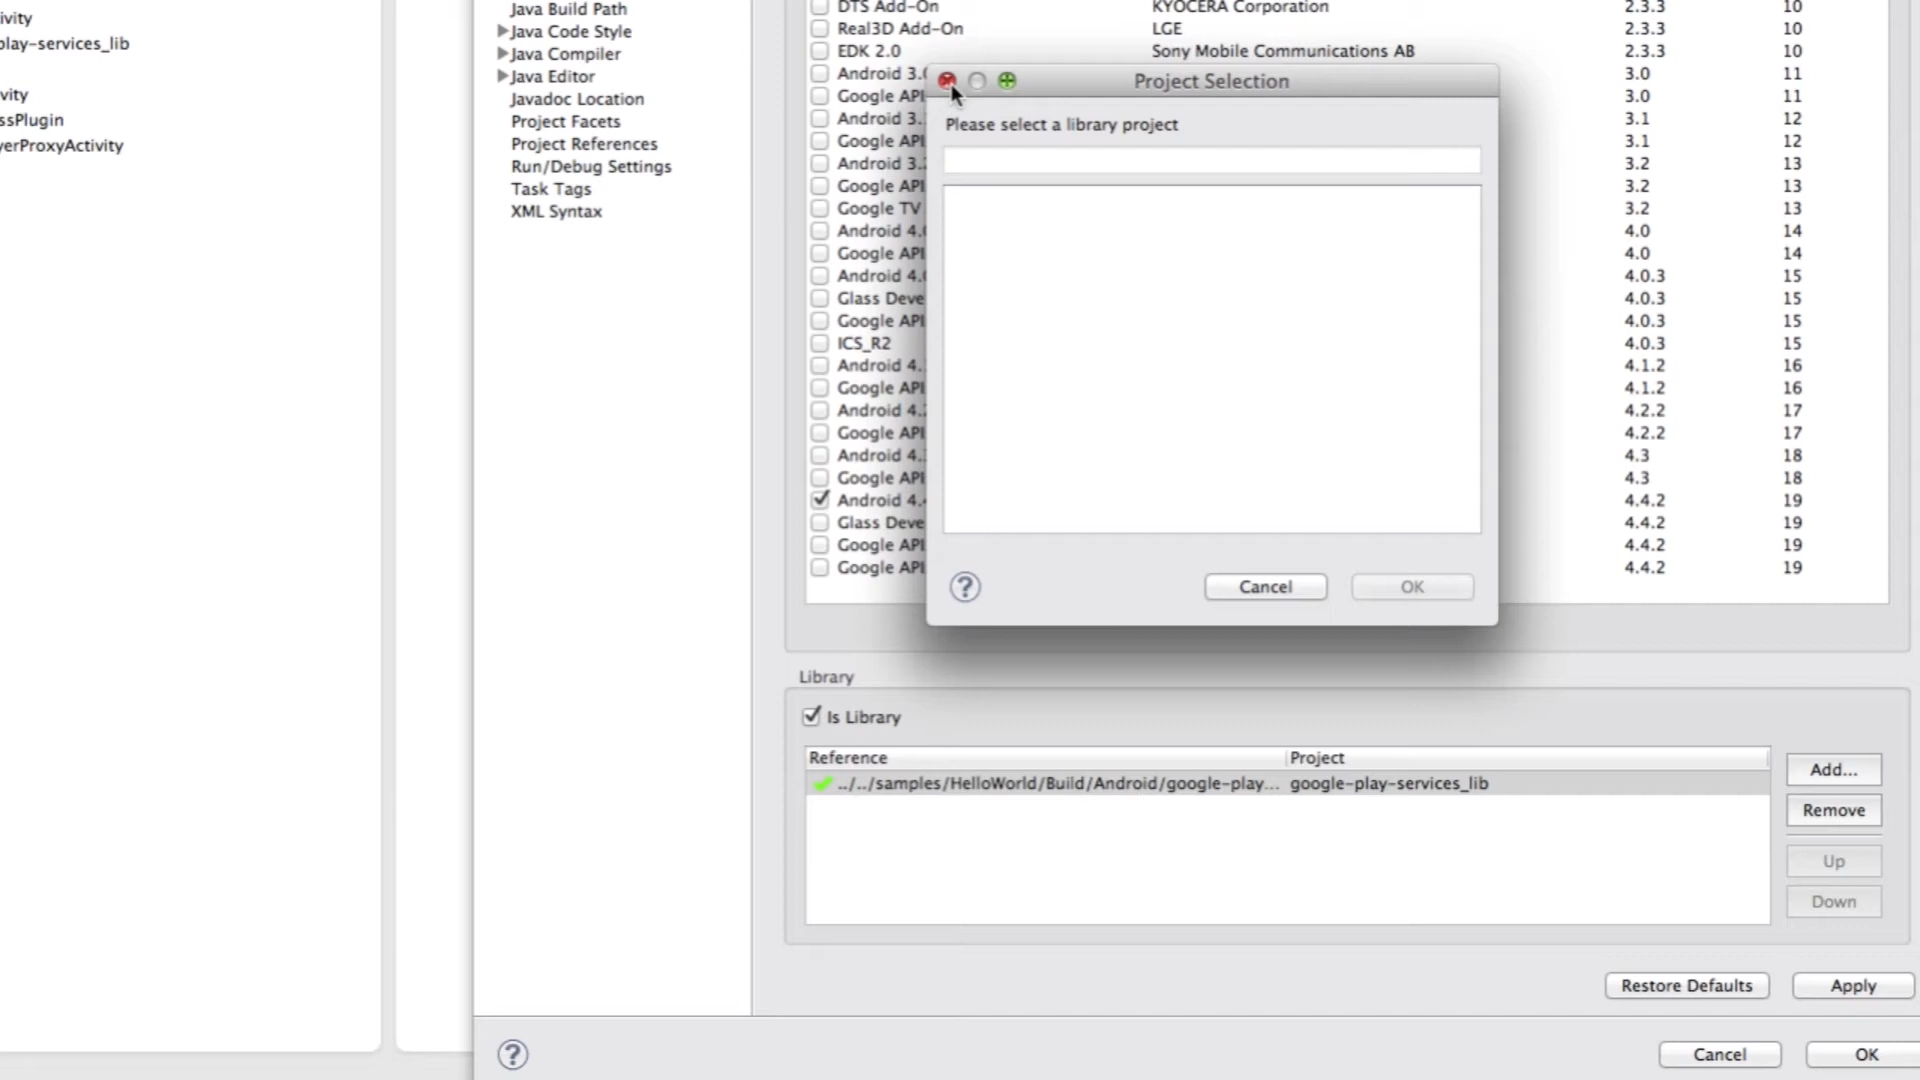 ivity
lay-services_lib
vity
ssPlugin
yerProxyActivity
Java Build Path
Java Code Style
Java Compiler
Java Editor
Javadoc Location
Project Facets
Project References
Run/Debug Settings
Task Tags
XML Syntax
DTS Add-On KYOCERA Corporation 2.3.3 10
Real3D Add-On LGE 2.3.3 10
EDK 2.0 Sony Mobile Communications AB 2.3.3 10
Android 3.0 3.0 11
Google API 3.0 11
Android 3. 3.1 12
Google API 3.1 12
Android 3. 3.2 13
Google API 3.2 13
Google TV 3.2 13
Android 4.0 4.0 14
Google API 4.0 14
Android 4.0 4.0.3 15
Glass Deve 4.0.3 15
Google API 4.0.3 15
ICS_R2 4.0.3 15
Android 4. 4.1.2 16
Google API 4.1.2 16
Android 4. 4.2.2 17
Google API 4.2.2 17
Android 4. 4.3 18
Google API 4.3 18
Android 4.4 4.4.2 19
Glass Deve 4.4.2 19
Google API 4.4.2 19
Google API 4.4.2 19
Project Selection
Please select a library project
?
Cancel
OK
Library
Is Library
Reference Project
../../samples/HelloWorld/Build/Android/google-play... google-play-services_lib
Add...
Remove
Up
Down
Restore Defaults
Apply
?
Cancel
OK